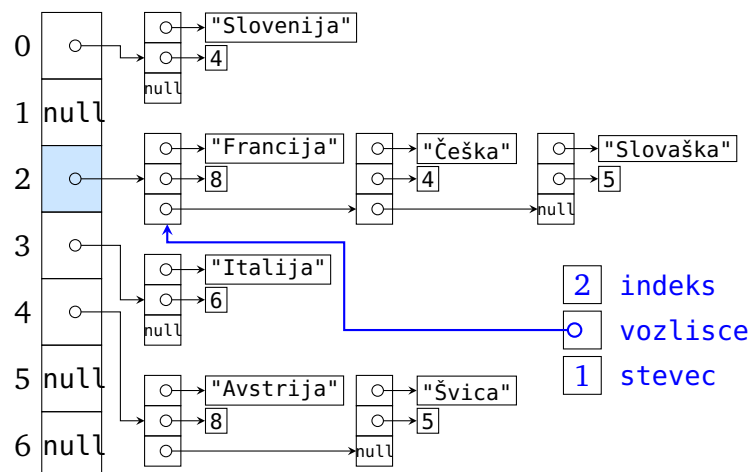 0 "Slovenija"
4
null
1 null
2 "Francija" "Češka" "Slovaška"
8 4 5
null
3 "Italija"
6
null
2 indeks
vozlisce
1 stevec
4 "Avstrija" "Švica"
8 5
null
5 null
6 null